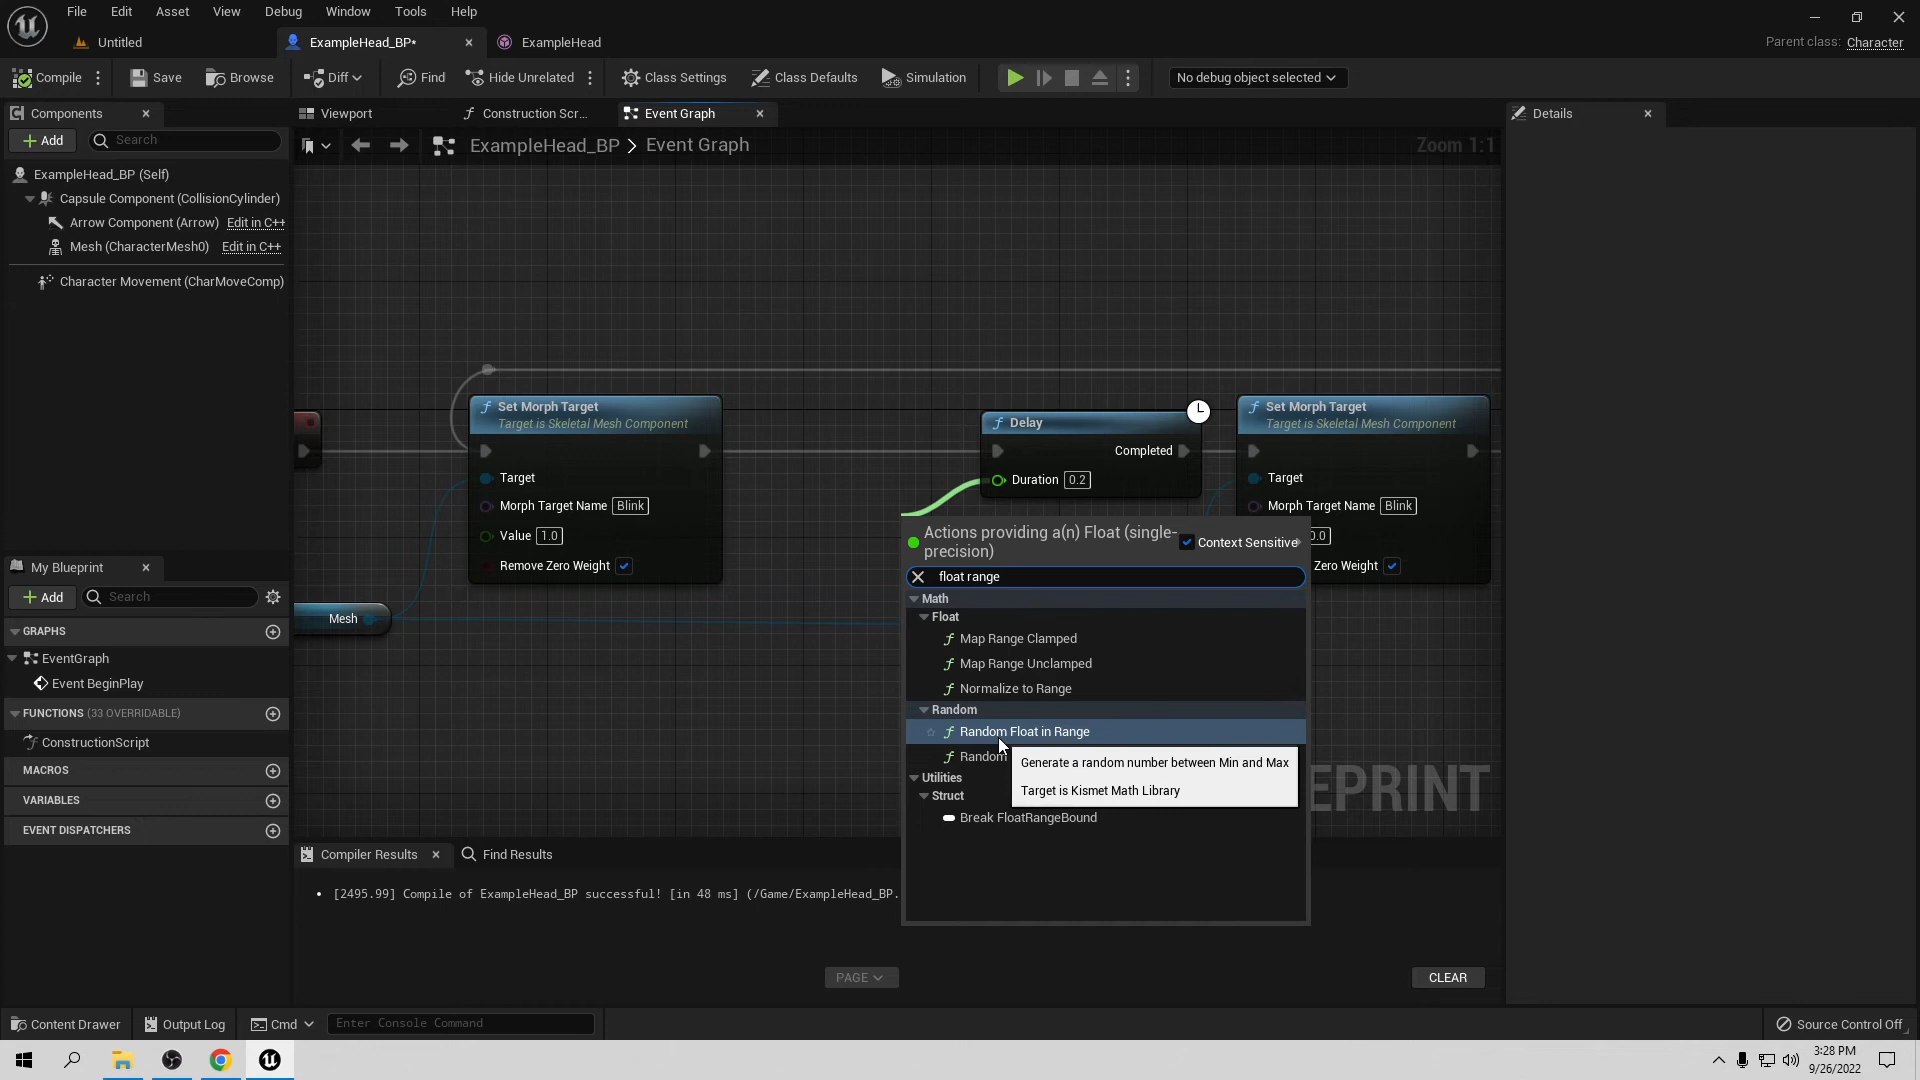 File Edit Asset View Debug Window Tools Help
Untitled ExampleHead_BP* ExampleHead
Parent class: Character
Compile Save Browse Diff Find Hide Unrelated Class Settings Class Defaults Simulation No debug object selected
Components Viewport Construction Scr... Event Graph Details
Add Search
ExampleHead_BP > Event Graph Zoom 1:1
ExampleHead_BP (Self)
Capsule Component (CollisionCylinder)
Arrow Component (Arrow) Edit in C++
Mesh (CharacterMesh0) Edit in C++
Character Movement (CharMoveComp)
Set Morph Target
Target is Skeletal Mesh Component
Target
Morph Target Name Blink
Value 1.0
Remove Zero Weight
Mesh
Delay
Completed
Duration 0.2
Set Morph Target
Target is Skeletal Mesh Component
Target
Morph Target Name Blink
0.0
Zero Weight
Actions providing a(n) Float (single-
precision)
Context Sensitive
float range
Math
Float
Map Range Clamped
Map Range Unclamped
Normalize to Range
Random
Random Float in Range
Random
Generate a random number between Min and Max
Target is Kismet Math Library
Utilities
Struct
Break FloatRangeBound
EPRINT
My Blueprint
Add Search
GRAPHS
EventGraph
Event BeginPlay
FUNCTIONS (33 OVERRIDABLE)
ConstructionScript
MACROS
VARIABLES
EVENT DISPATCHERS
Compiler Results Find Results
[2495.99] Compile of ExampleHead_BP successful! [in 48 ms] (/Game/ExampleHead_BP.
PAGE CLEAR
Content Drawer Output Log Cmd Enter Console Command Source Control Off
3:28 PM
9/26/2022